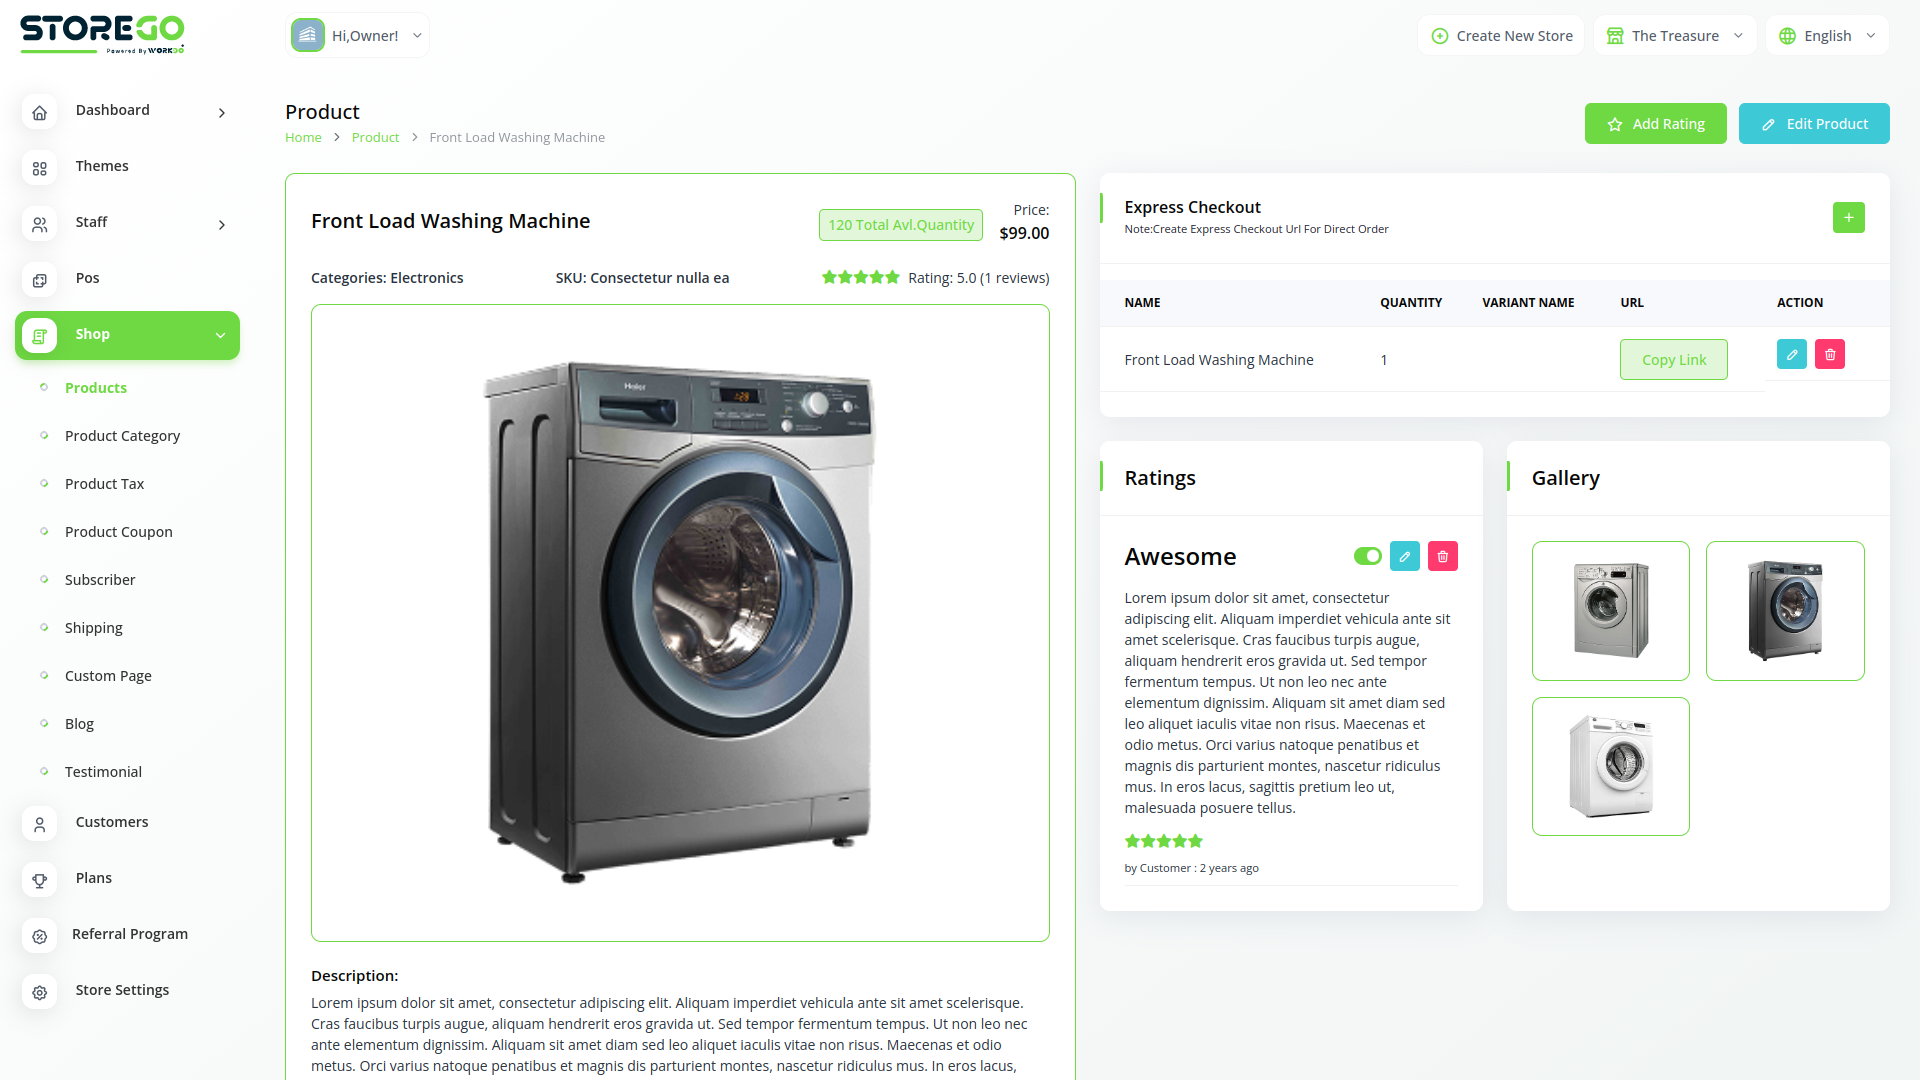 STOREGO
Powered By WORKDO
Hi,Owner!
Create New Store
The Treasure
English
Dashboard
Themes
Staff
Pos
Shop
Products
Product Category
Product Tax
Product Coupon
Subscriber
Shipping
Custom Page
Blog
Testimonial
Customers
Plans
Referral Program
Store Settings
Product
Home > Product > Front Load Washing Machine
Add Rating
Edit Product
Front Load Washing Machine
120 Total Avl.Quantity
Price:
$99.00
Categories: Electronics
SKU: Consectetur nulla ea
Rating: 5.0 (1 reviews)
Haier
Description:
Lorem ipsum dolor sit amet, consectetur adipiscing elit. Aliquam imperdiet vehicula ante sit amet scelerisque.
Cras faucibus turpis augue, aliquam hendrerit eros gravida ut. Sed tempor fermentum tempus. Ut non leo nec
ante elementum dignissim. Aliquam sit amet diam sed leo aliquet iaculis vitae non risus. Maecenas et odio
metus. Orci varius natoque penatibus et magnis dis parturient montes, nascetur ridiculus mus. In eros lacus,
Express Checkout
Note:Create Express Checkout Url For Direct Order
NAME QUANTITY VARIANT NAME URL ACTION
Front Load Washing Machine 1 Copy Link
Ratings
Awesome
Lorem ipsum dolor sit amet, consectetur
adipiscing elit. Aliquam imperdiet vehicula ante sit
amet scelerisque. Cras faucibus turpis augue,
aliquam hendrerit eros gravida ut. Sed tempor
fermentum tempus. Ut non leo nec ante
elementum dignissim. Aliquam sit amet diam sed
leo aliquet iaculis vitae non risus. Maecenas et
odio metus. Orci varius natoque penatibus et
magnis dis parturient montes, nascetur ridiculus
mus. In eros lacus, sagittis pretium leo ut,
malesuada posuere tellus.
by Customer : 2 years ago
Gallery